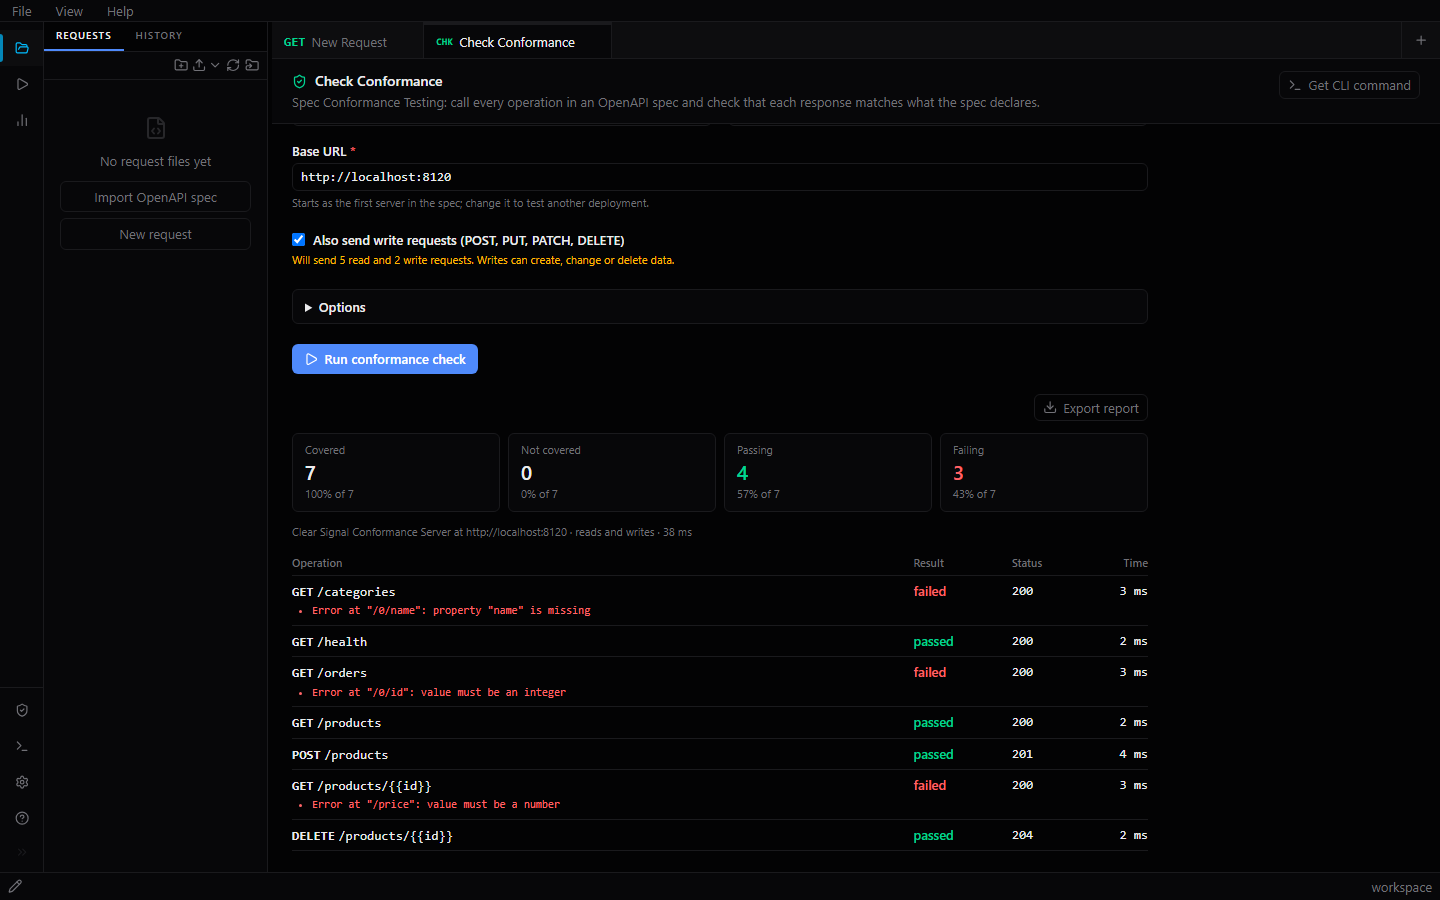 File View Help
REQUESTS HISTORY
GET New Request
CHK Check Conformance
Check Conformance
Spec Conformance Testing: call every operation in an OpenAPI spec and check that each response matches what the spec declares.
Get CLI command
No request files yet
Import OpenAPI spec
New request
Base URL *
http://localhost:8120
Starts as the first server in the spec; change it to test another deployment.
Also send write requests (POST, PUT, PATCH, DELETE)
Will send 5 read and 2 write requests. Writes can create, change or delete data.
Options
Run conformance check
Export report
Covered
7
100% of 7
Not covered
0
0% of 7
Passing
4
57% of 7
Failing
3
43% of 7
Clear Signal Conformance Server at http://localhost:8120 · reads and writes · 38 ms
Operation Result Status Time
GET /categories failed 200 3 ms
• Error at "/0/name": property "name" is missing
GET /health passed 200 2 ms
GET /orders failed 200 3 ms
• Error at "/0/id": value must be an integer
GET /products passed 200 2 ms
POST /products passed 201 4 ms
GET /products/{{id}} failed 200 3 ms
• Error at "/price": value must be a number
DELETE /products/{{id}} passed 204 2 ms
workspace